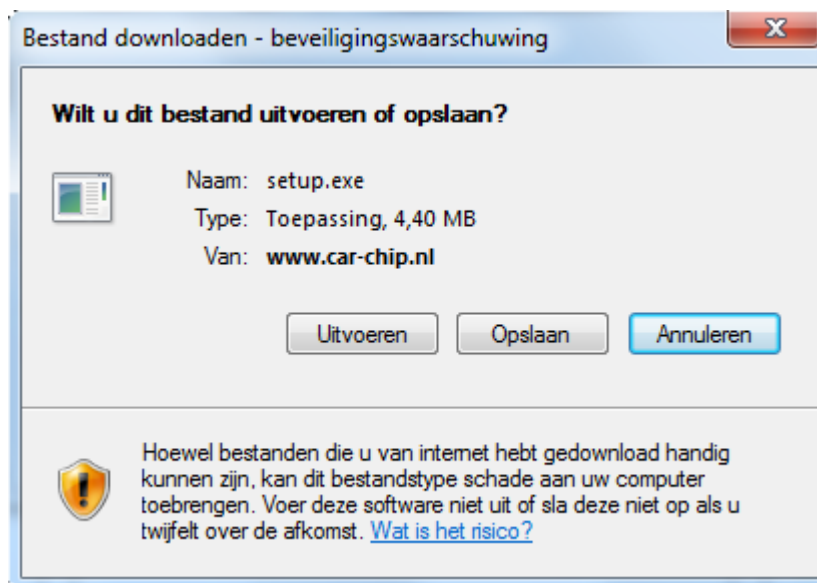 Bestand downloaden - beveiligingswaarschuwing
Wilt u dit bestand uitvoeren of opslaan?
Naam: setup.exe
Type: Toepassing, 4,40 MB
Van: www.car-chip.nl
Uitvoeren Opslaan Annuleren
Hoewel bestanden die u van internet hebt gedownload handig
kunnen zijn, kan dit bestandstype schade aan uw computer
toebrengen. Voer deze software niet uit of sla deze niet op als u
twijfelt over de afkomst. Wat is het risico?